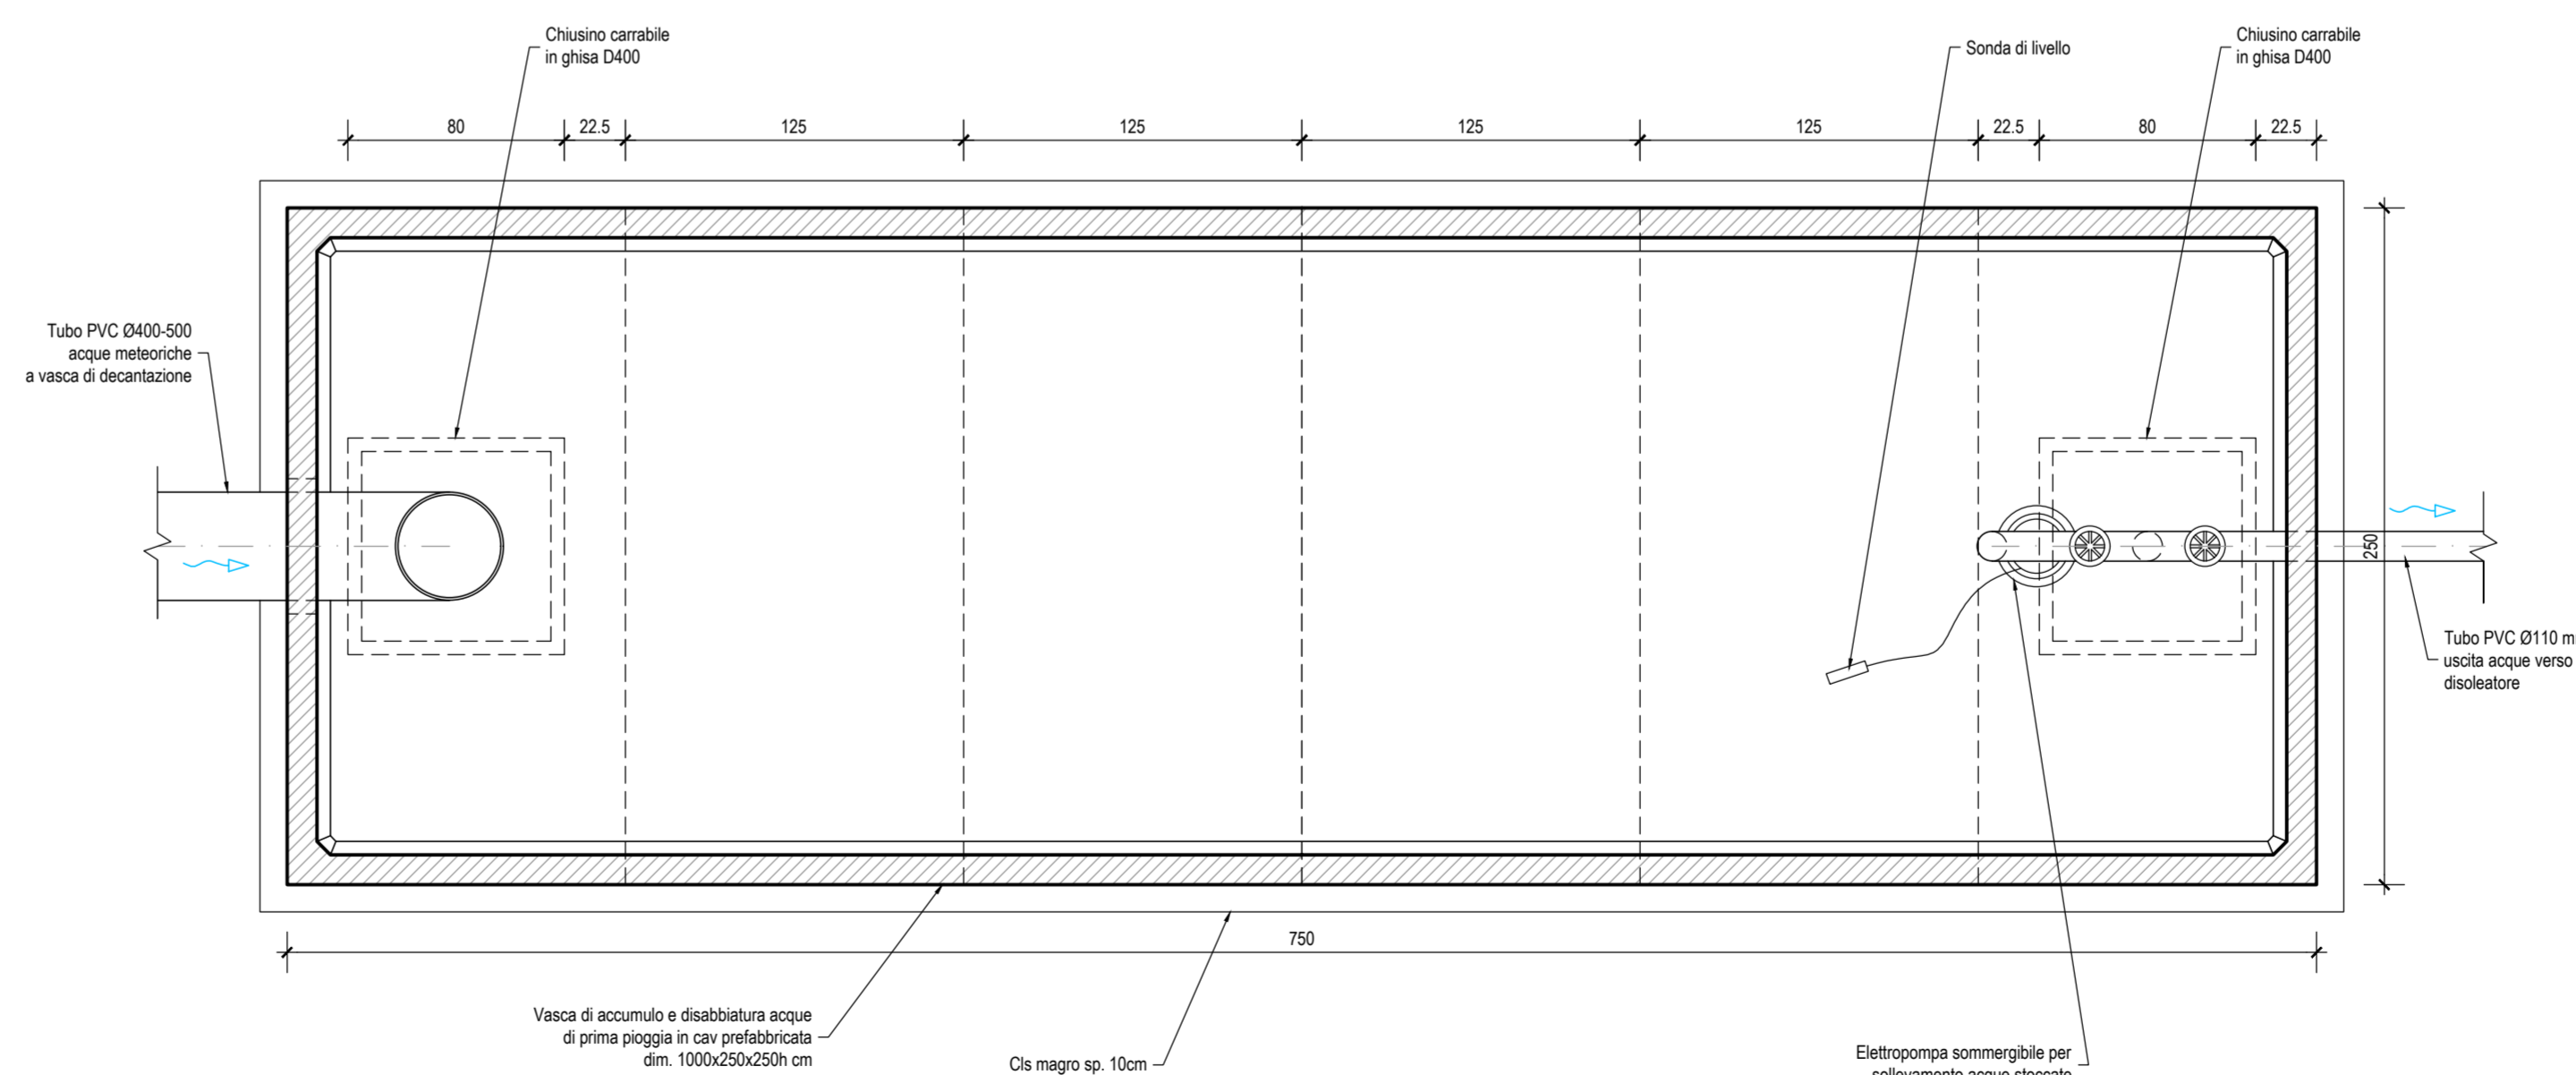 Chiusino carrabile
in ghisa D400
Sonda di livello
Chiusino carrabile
in ghisa D400
80
22.5
125
125
125
125
22.5
80
22.5
Tubo PVC Ø400-500
acque meteoriche
a vasca di decantazione
250
Tubo PVC Ø110 m
uscita acque verso
disoleatore
750
Vasca di accumulo e disabbiatura acque
di prima pioggia in cav prefabbricata
dim. 1000x250x250h cm
Cls magro sp. 10cm
Elettropompa sommergibile per
sollevamento acque stoccate